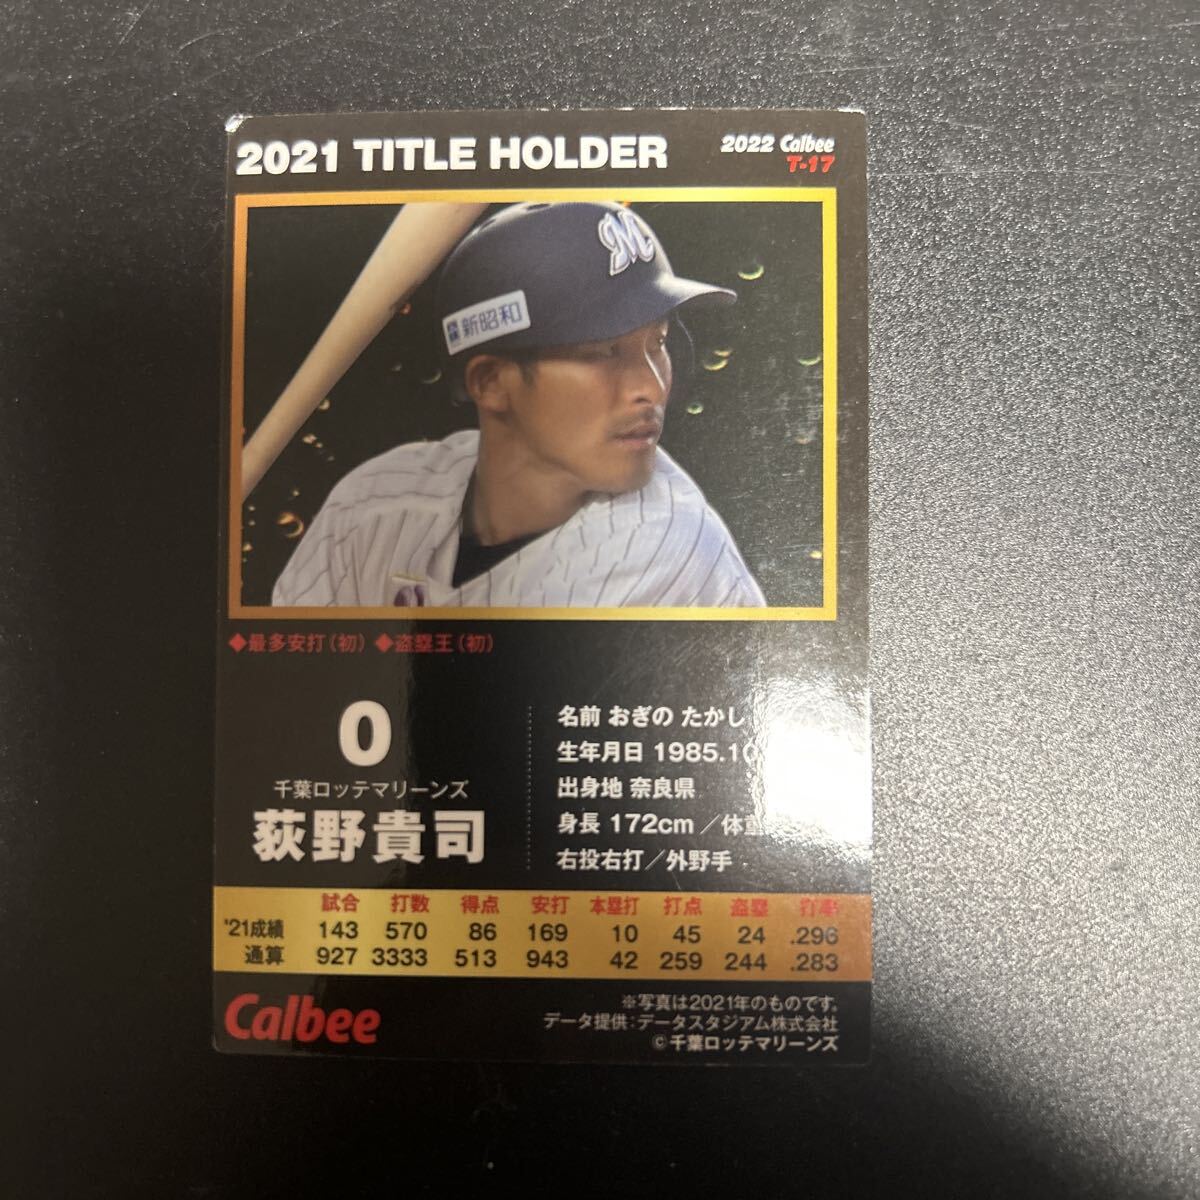 2021 TITLE HOLDER
2022 Calbee
T-17
M
新昭和
◆最多安打(初) ◆盗塁王(初)
0
千葉ロッテマリーンズ
荻野貴司
名前 おぎの たかし
生年月日 1985.10
出身地 奈良県
身長 172cm /体重
右投右打/外野手
試合 打数 得点 安打 本塁打 打点 盗塁 打率
'21成績 143 570 86 169 10 45 24 .296
通算 927 3333 513 943 42 259 244 .283
Calbee
※写真は2021年のものです。
データ提供:データスタジアム株式会社
©千葉ロッテマリーンズ